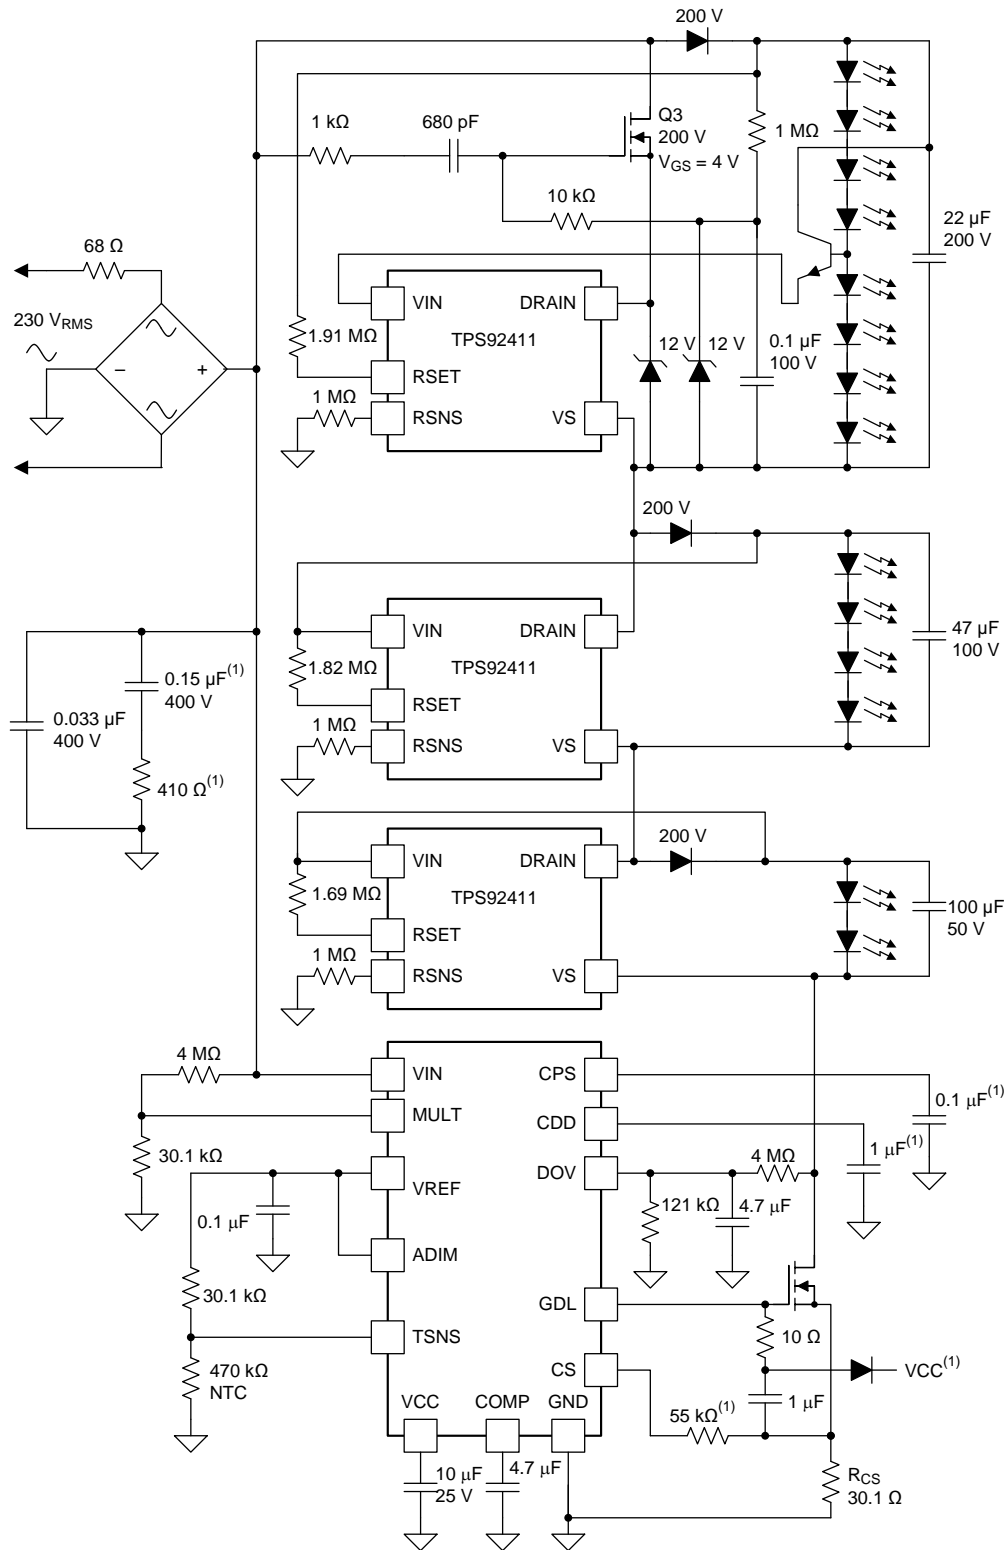 200 V
1 kΩ
680 pF
Q3
200 V
VGS = 4 V
1 MΩ
10 kΩ
22 µF
200 V
68 Ω
230 VRMS
− +
VIN
DRAIN
TPS92411
1.91 MΩ
RSET
1 MΩ
RSNS
VS
12 V
12 V
0.1 µF
100 V
200 V
VIN
DRAIN
TPS92411
1.82 MΩ
RSET
1 MΩ
RSNS
VS
47 µF
100 V
0.15 µF(1)
400 V
0.033 µF
400 V
410 Ω(1)
200 V
VIN
DRAIN
TPS92411
1.69 MΩ
RSET
1 MΩ
RSNS
VS
100 µF
50 V
4 MΩ
VIN
MULT
30.1 kΩ
VREF
0.1 µF
ADIM
30.1 kΩ
TSNS
470 kΩ
NTC
CPS
0.1 µF(1)
CDD
1 µF(1)
DOV
4 MΩ
121 kΩ
4.7 µF
GDL
10 Ω
CS
VCC(1)
1 µF
55 kΩ(1)
VCC
COMP
GND
10 µF
25 V
4.7 µF
RCS
30.1 Ω